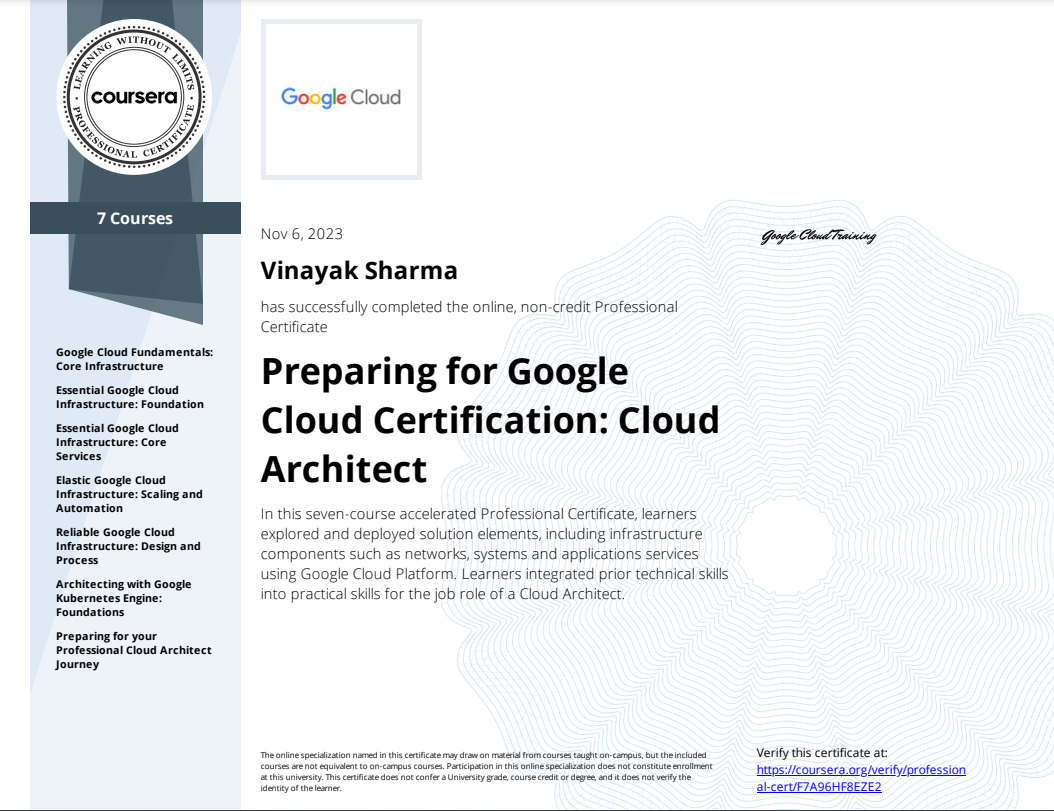 LEARNING WITHOUT LIMITS
coursera
PROFESSIONAL CERTIFICATE
7 Courses
Google Cloud Fundamentals:
Core Infrastructure
Essential Google Cloud
Infrastructure: Foundation
Essential Google Cloud
Infrastructure: Core
Services
Elastic Google Cloud
Infrastructure: Scaling and
Automation
Reliable Google Cloud
Infrastructure: Design and
Process
Architecting with Google
Kubernetes Engine:
Foundations
Preparing for your
Professional Cloud Architect
Journey
Google Cloud
Nov 6, 2023
Vinayak Sharma
has successfully completed the online, non-credit Professional
Certificate
Preparing for Google
Cloud Certification: Cloud
Architect
In this seven-course accelerated Professional Certificate, learners
explored and deployed solution elements, including infrastructure
components such as networks, systems and applications services
using Google Cloud Platform. Learners integrated prior technical skills
into practical skills for the job role of a Cloud Architect.
Google Cloud Training
The online specialization named in this certificate may draw on material from courses taught on-campus, but the included
courses are not equivalent to on-campus courses. Participation in this online specialization does not constitute enrollment
at this university. This certificate does not confer a University grade, course credit or degree, and it does not verify the
identity of the learner.
Verify this certificate at:
https://coursera.org/verify/profession
al-cert/F7A96HF8EZE2